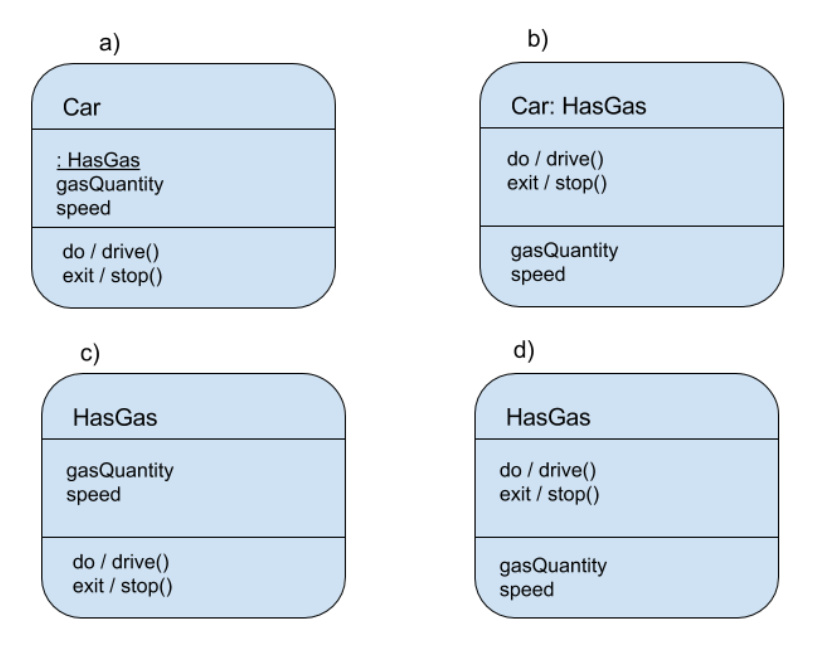 a)
Car
: HasGas
gasQuantity
speed
do / drive()
exit / stop()
b)
Car: HasGas
do / drive()
exit / stop()
gasQuantity
speed
c)
HasGas
gasQuantity
speed
do / drive()
exit / stop()
d)
HasGas
do / drive()
exit / stop()
gasQuantity
speed